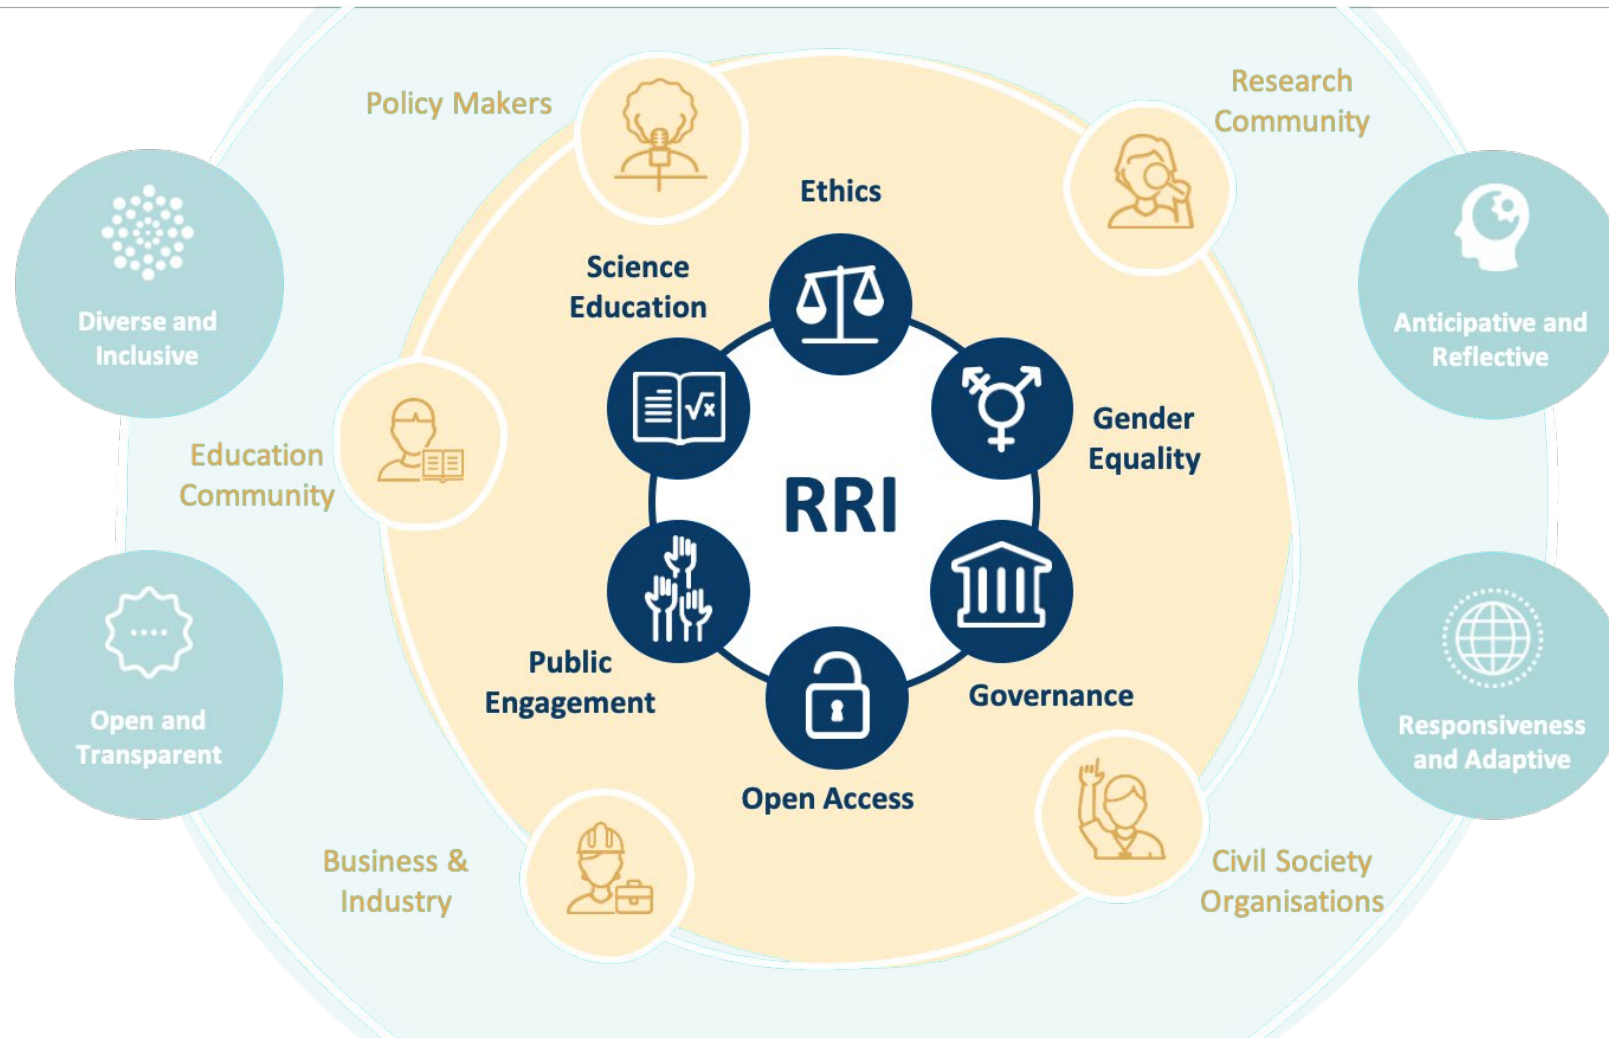 Policy Makers
Research
Community
Ethics
Science
Education
Diverse and
Inclusive
Anticipative and
Reflective
√x
Gender
Equality
Education
Community
RRI
Public
Engagement
Governance
Open and
Transparent
Responsiveness
and Adaptive
Open Access
Business &
Industry
Civil Society
Organisations